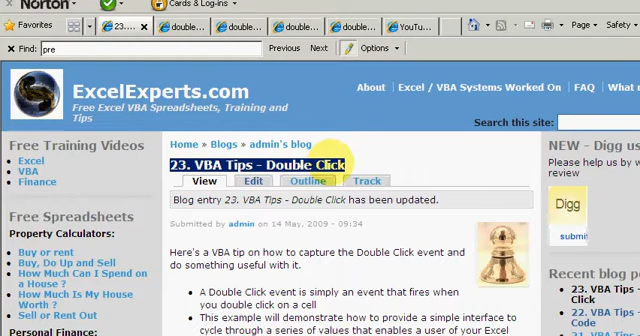 Norton
Cards & Log-ins
Favorites
23. ...
double...
double...
double...
YouTu...
Page
Safety
Find: pre
Previous Next Options
ExcelExperts.com
Free Excel VBA Spreadsheets, Training and
Tips
About Excel / VBA Systems Worked On FAQ What
Search this site:
Free Training Videos
Excel
VBA
Finance
Free Spreadsheets
Property Calculators:
Buy or rent
Buy, Do Up and Sell
How Much Can I Spend on
a House ?
How Much Is My House
Worth ?
Sell or Rent Out
Personal Finance:
Home » Blogs » admin's blog
23. VBA Tips - Double Click
View Edit Outline Track
Blog entry 23. VBA Tips - Double Click has been updated.
Submitted by admin on 14 May, 2009 - 09:34
Here's a VBA tip on how to capture the Double Click event and
do something useful with it.
• A Double Click event is simply an event that fires when
you double click on a cell
• This example will demonstrate how to provide a simple interface to
cycle through a series of values that enables a user of your Excel
NEW - Digg us
Please help us by
review
Digg
submit
Recent blog
23. VBA Tips -
Click
22. VBA Tips
Code
21. VBA Tips -